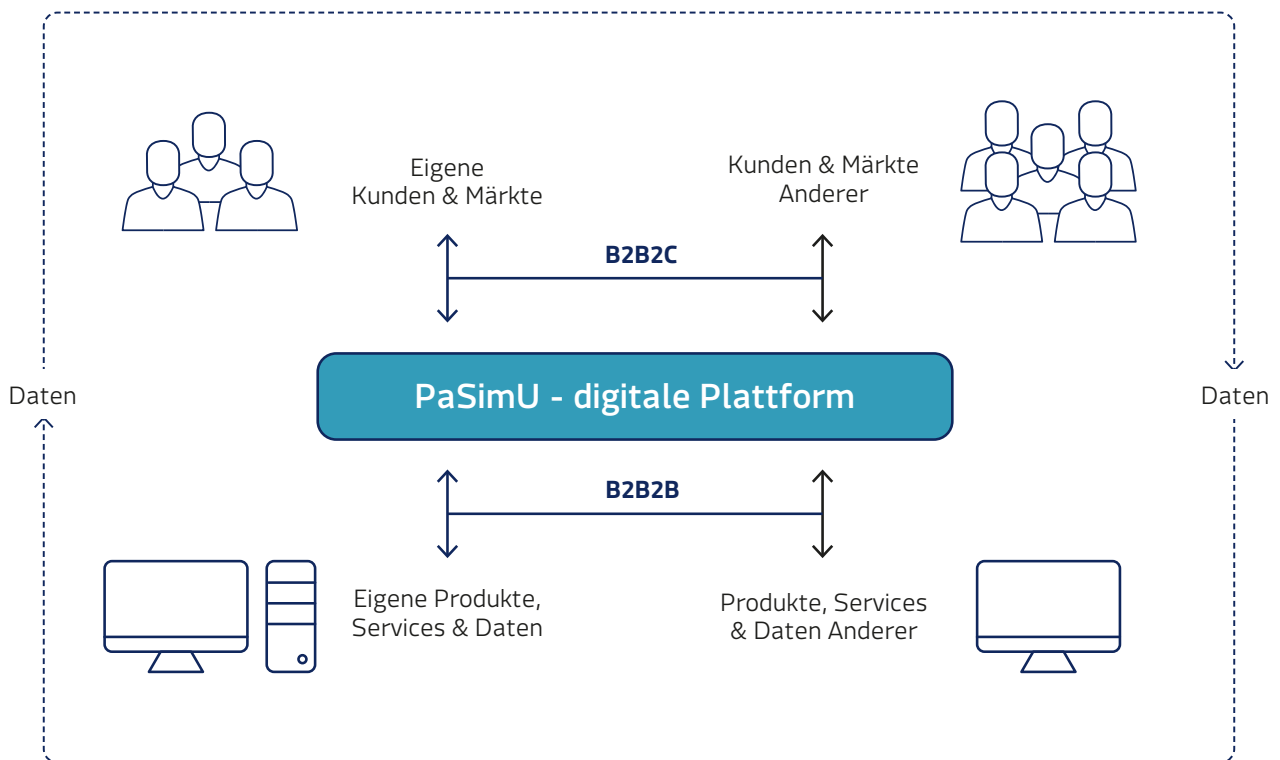 Eigene
Kunden & Märkte
Kunden & Märkte
Anderer
B2B2C
PaSimU - digitale Plattform
Daten
Daten
B2B2B
Eigene Produkte,
Services & Daten
Produkte, Services
& Daten Anderer